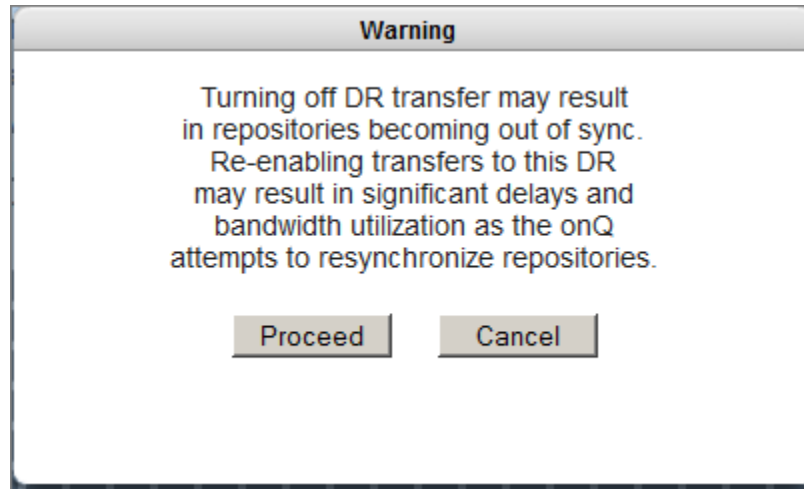 Warning
Turning off DR transfer may result
in repositories becoming out of sync.
Re-enabling transfers to this DR
may result in significant delays and
bandwidth utilization as the onQ
attempts to resynchronize repositories.
Proceed Cancel